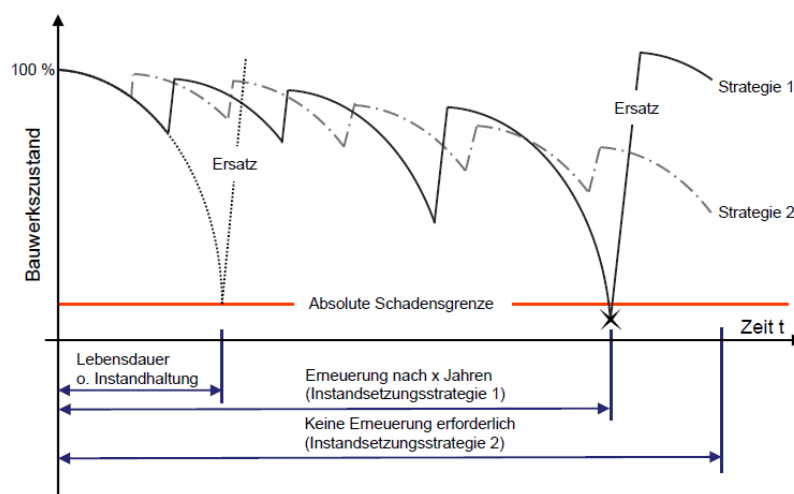 100 %
Bauwerkszustand
Ersatz
Ersatz
Strategie 1
Strategie 2
Absolute Schadensgrenze
Zeit t
Lebensdauer
o. Instandhaltung
Erneuerung nach x Jahren
(Instandsetzungsstrategie 1)
Keine Erneuerung erforderlich
(Instandsetzungsstrategie 2)